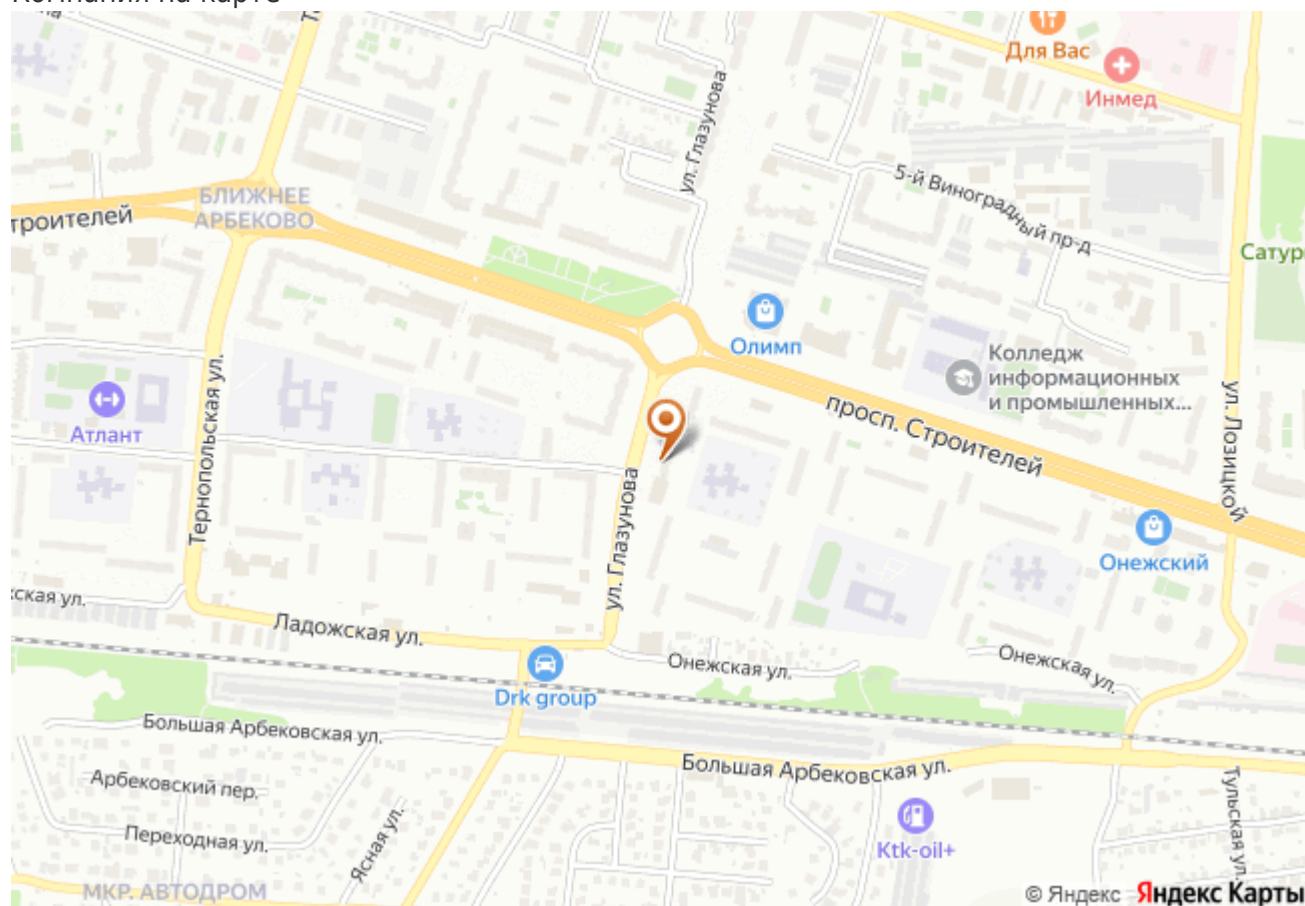 Компания на карте
Для Вас
Инмед
ул. Глазунова
5-й Виноградный пр-д
БЛИЖНЕЕ
АРБЕКОВО
троителей
Сатур
Олимп
Колледж
информационных
и промышленных...
просп. Строителей
ул. Лозицкой
Атлант
Тернопольская ул.
ул. Глазунова
Онежский
ская ул.
Ладожская ул.
Онежская ул.
Онежская ул.
Drk group
Большая Арбековская ул.
Большая Арбековская ул.
Арбековский пер.
Переходная ул.
Ясная ул.
Тульская ул.
Ktk-oil+
МКР. АВТОДРОМ
© Яндекс Яндекс Карты